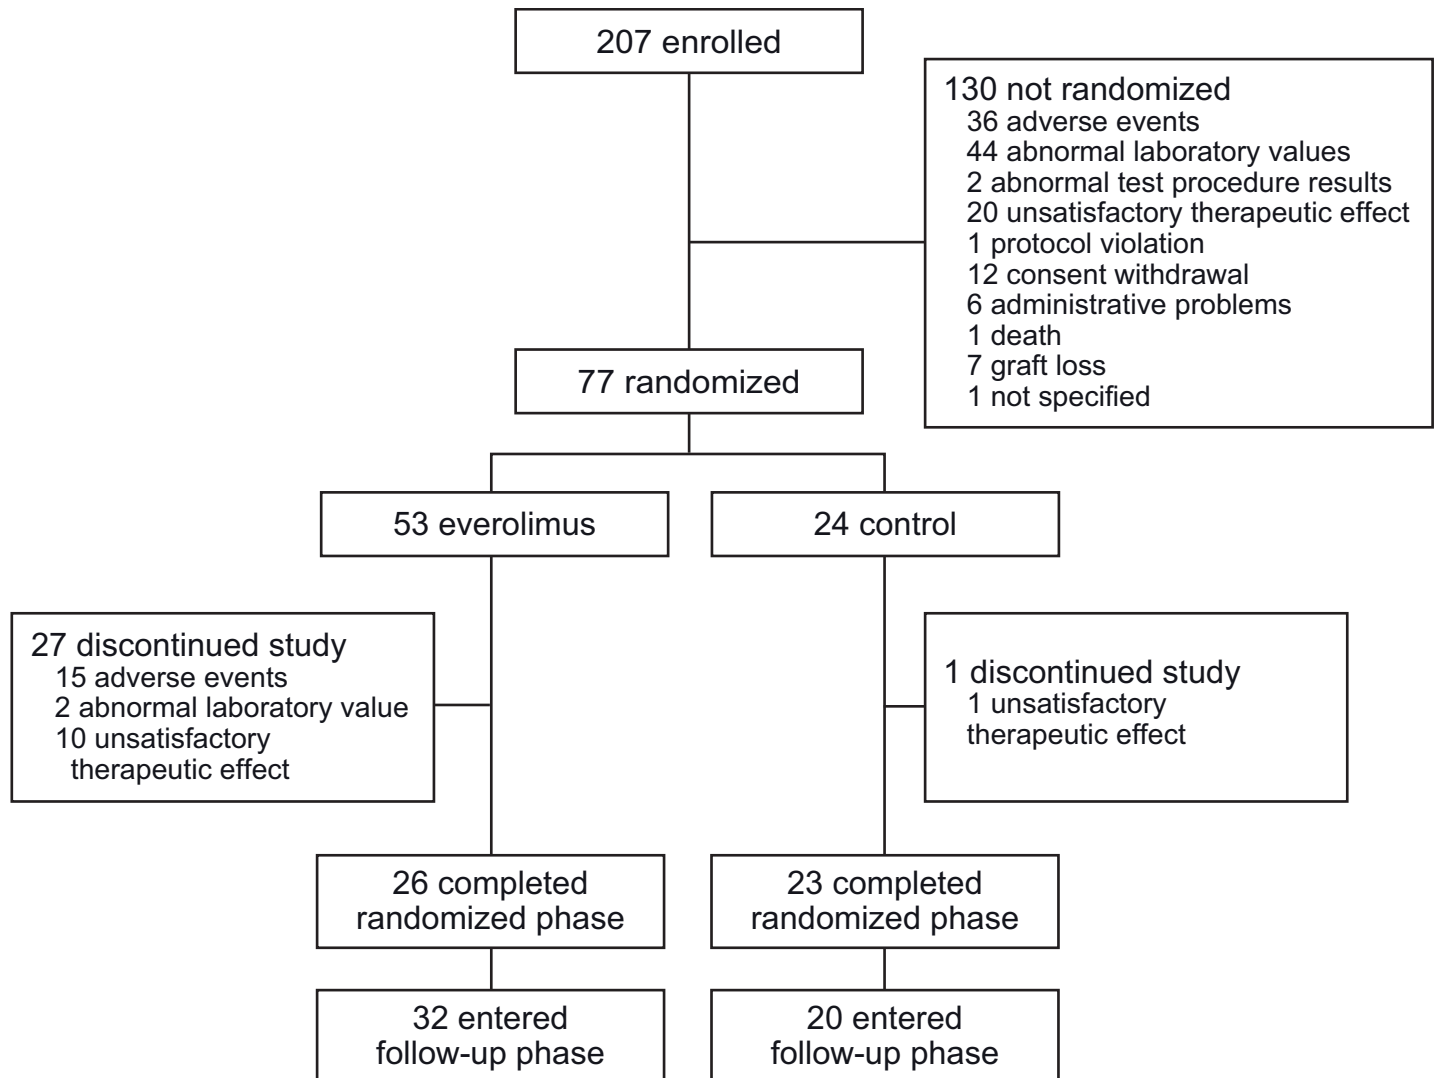 207 enrolled
130 not randomized
36 adverse events
44 abnormal laboratory values
2 abnormal test procedure results
20 unsatisfactory therapeutic effect
1 protocol violation
12 consent withdrawal
6 administrative problems
1 death
7 graft loss
1 not specified
77 randomized
53 everolimus
24 control
27 discontinued study
15 adverse events
2 abnormal laboratory value
10 unsatisfactory
therapeutic effect
1 discontinued study
1 unsatisfactory
therapeutic effect
26 completed
randomized phase
23 completed
randomized phase
32 entered
follow-up phase
20 entered
follow-up phase